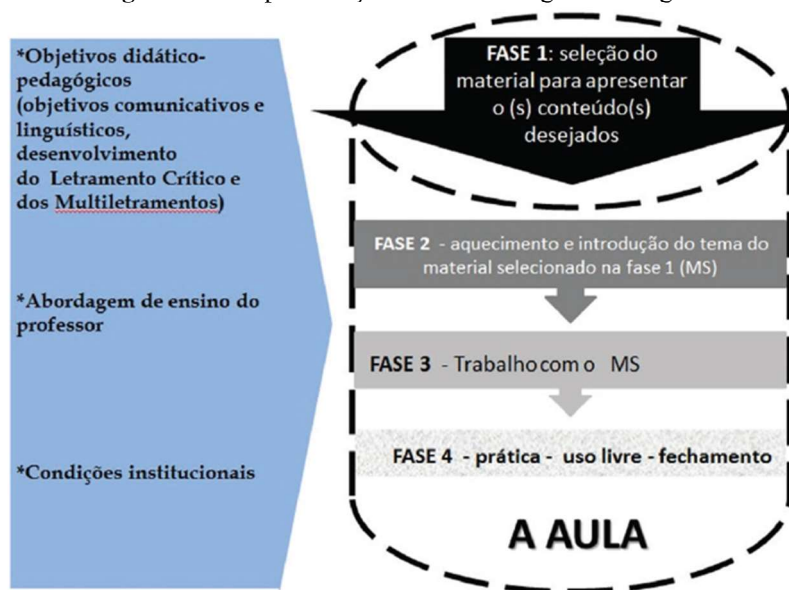 *Objetivos didático-
pedagógicos
(objetivos comunicativos e
linguísticos,
desenvolvimento
do Letramento Crítico e
dos Multiletramentos)
*Abordagem de ensino do
professor
*Condições institucionais
FASE 1: seleção do
material para apresentar
o (s) conteúdo(s)
desejados
FASE 2 - aquecimento e introdução do tema do
material selecionado na fase 1 (MS)
FASE 3 - Trabalho com o MS
FASE 4 - prática - uso livre - fechamento
A AULA